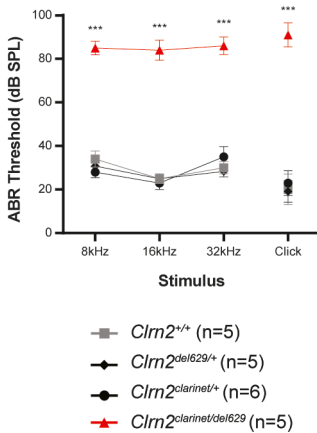 ***
*** *** ***
100
80
60
40
20
0
ABR Threshold (dB SPL)
8kHz 16kHz 32kHz Click
Stimulus
Clrn2+/+ (n=5)
Clrn2del629/+ (n=5)
Clrn2clarinet/+ (n=6)
Clrn2clarinet/del629 (n=5)